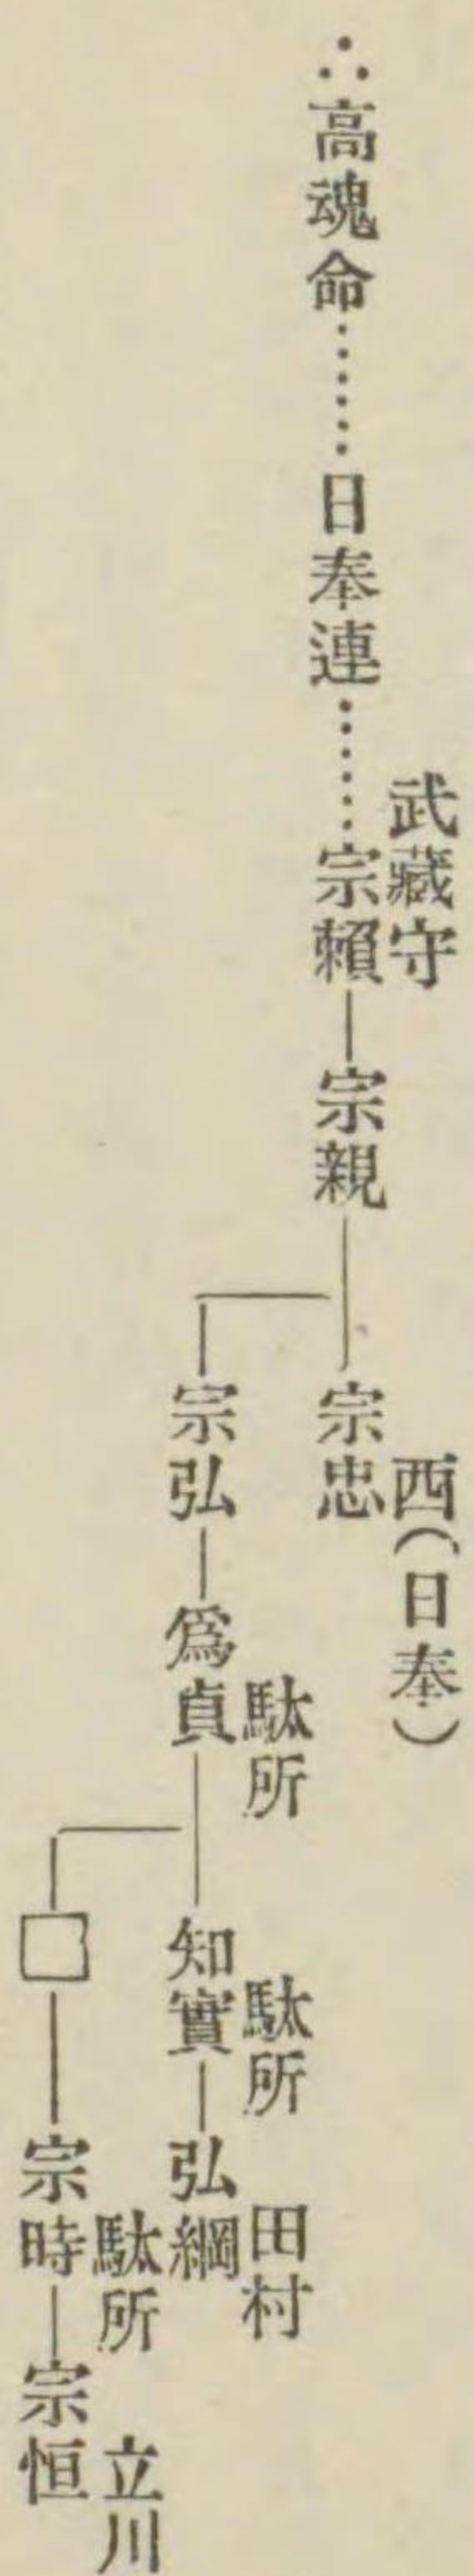 ∴高魂命……日奉連……宗賴—宗親—宗忠
武藏守
西(日奉)
宗弘—爲貞—知實—弘綱
駄所
駄所
田村
□—宗時—宗恒
駄所
立川